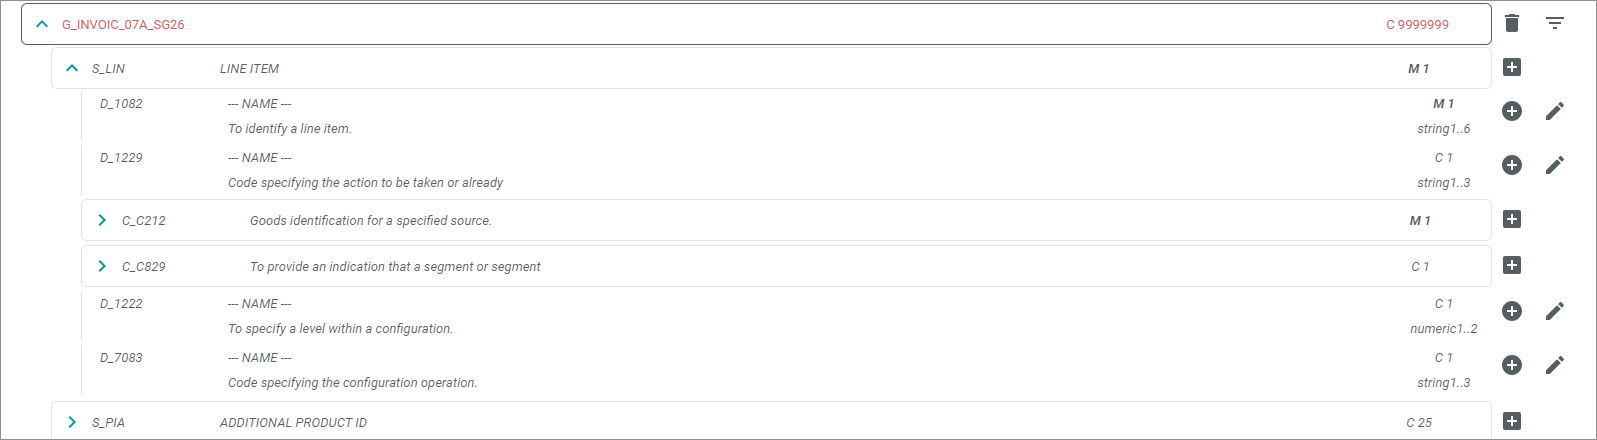 G_INVOIC_07A_SG26 C 9999999
S_LIN LINE ITEM M 1
D_1082 --- NAME --- M 1
To identify a line item. string1..6
D_1229 --- NAME --- C 1
Code specifying the action to be taken or already string1..3
C_C212 Goods identification for a specified source. M 1
C_C829 To provide an indication that a segment or segment C 1
D_1222 --- NAME --- C 1
To specify a level within a configuration. numeric1..2
D_7083 --- NAME --- C 1
Code specifying the configuration operation. string1..3
S_PIA ADDITIONAL PRODUCT ID C 25